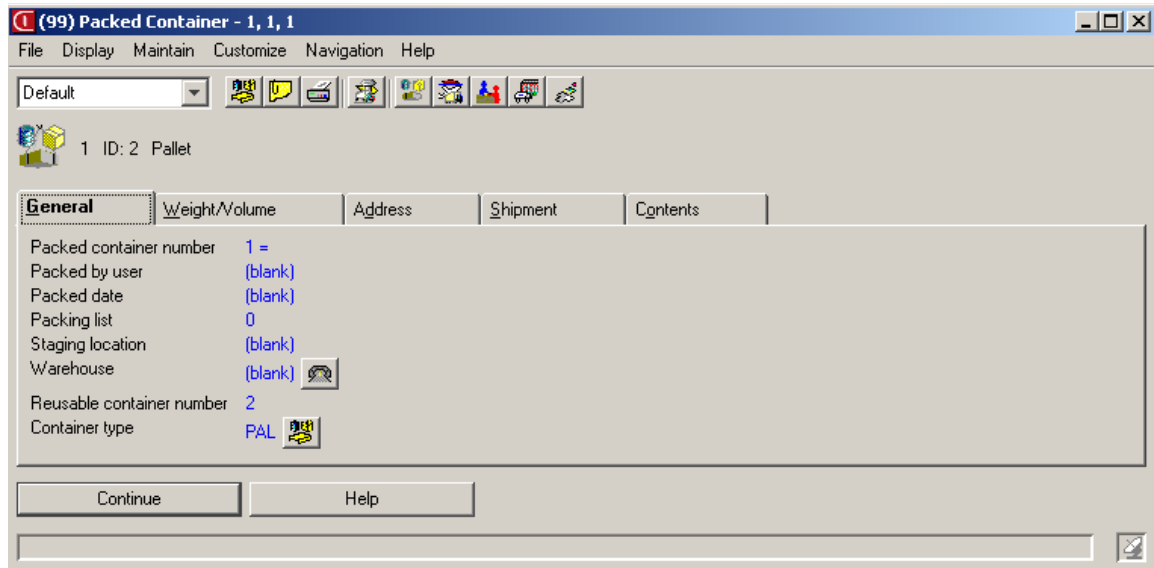 (99) Packed Container - 1, 1, 1
File Display Maintain Customize Navigation Help
Default
1 ID: 2 Pallet
General Weight/Volume Address Shipment Contents
Packed container number 1 =
Packed by user (blank)
Packed date (blank)
Packing list 0
Staging location (blank)
Warehouse (blank)
Reusable container number 2
Container type PAL
Continue Help